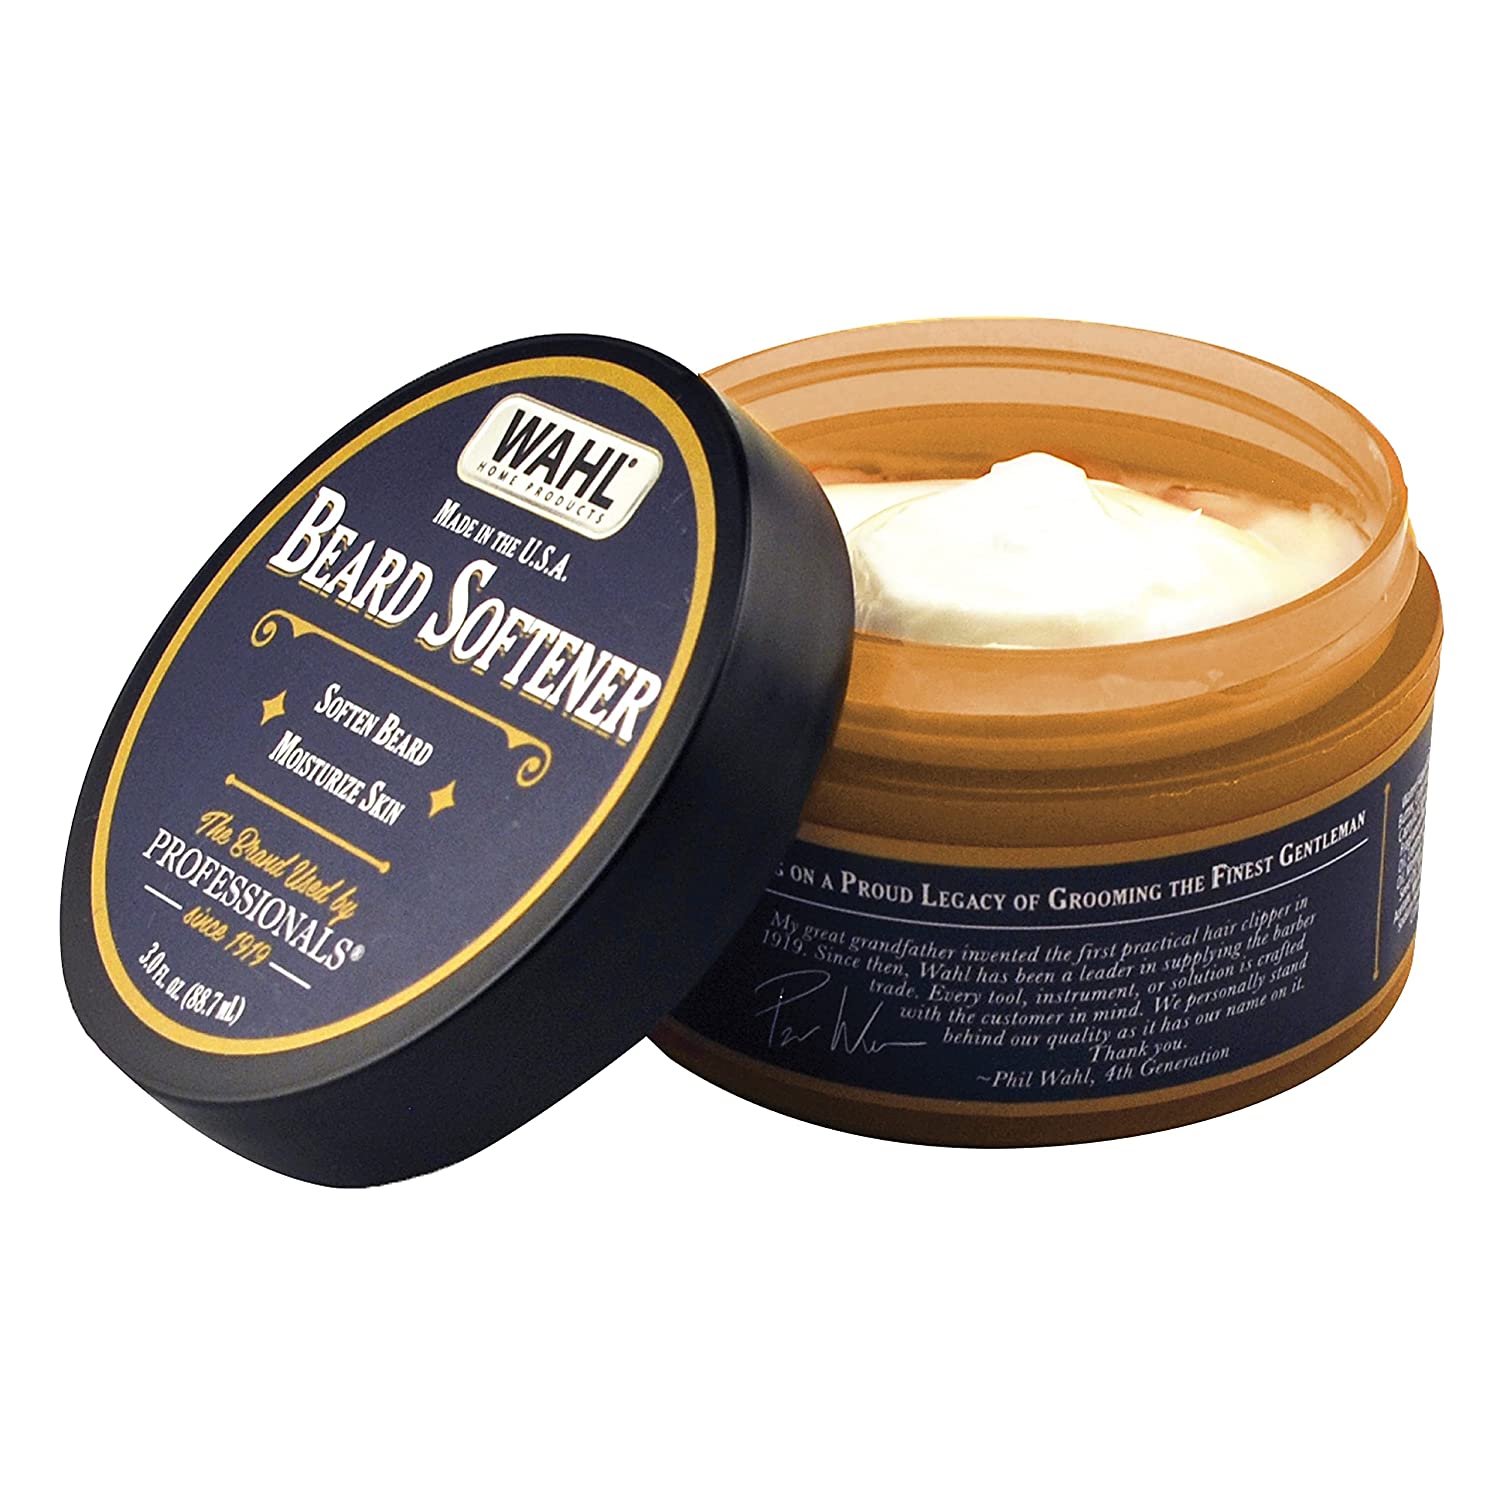 WAHL®
HOME PRODUCTS
MADE IN THE U.S.A.
BEARD SOFTENER
SOFTEN BEARD
MOISTURIZE SKIN
The Brand Used by
PROFESSIONALS®
since 1919
3.0 FL. OZ. (88.7 mL)
ON A PROUD LEGACY OF GROOMING THE FINEST GENTLEMAN
My great grandfather invented the first practical hair clipper in
1919. Since then, Wahl has been a leader in supplying the barber
trade. Every tool, instrument, or solution is crafted
with the customer in mind. We personally stand
behind our quality as it has our name on it.
Thank you.
~Phil Wahl, 4th Generation